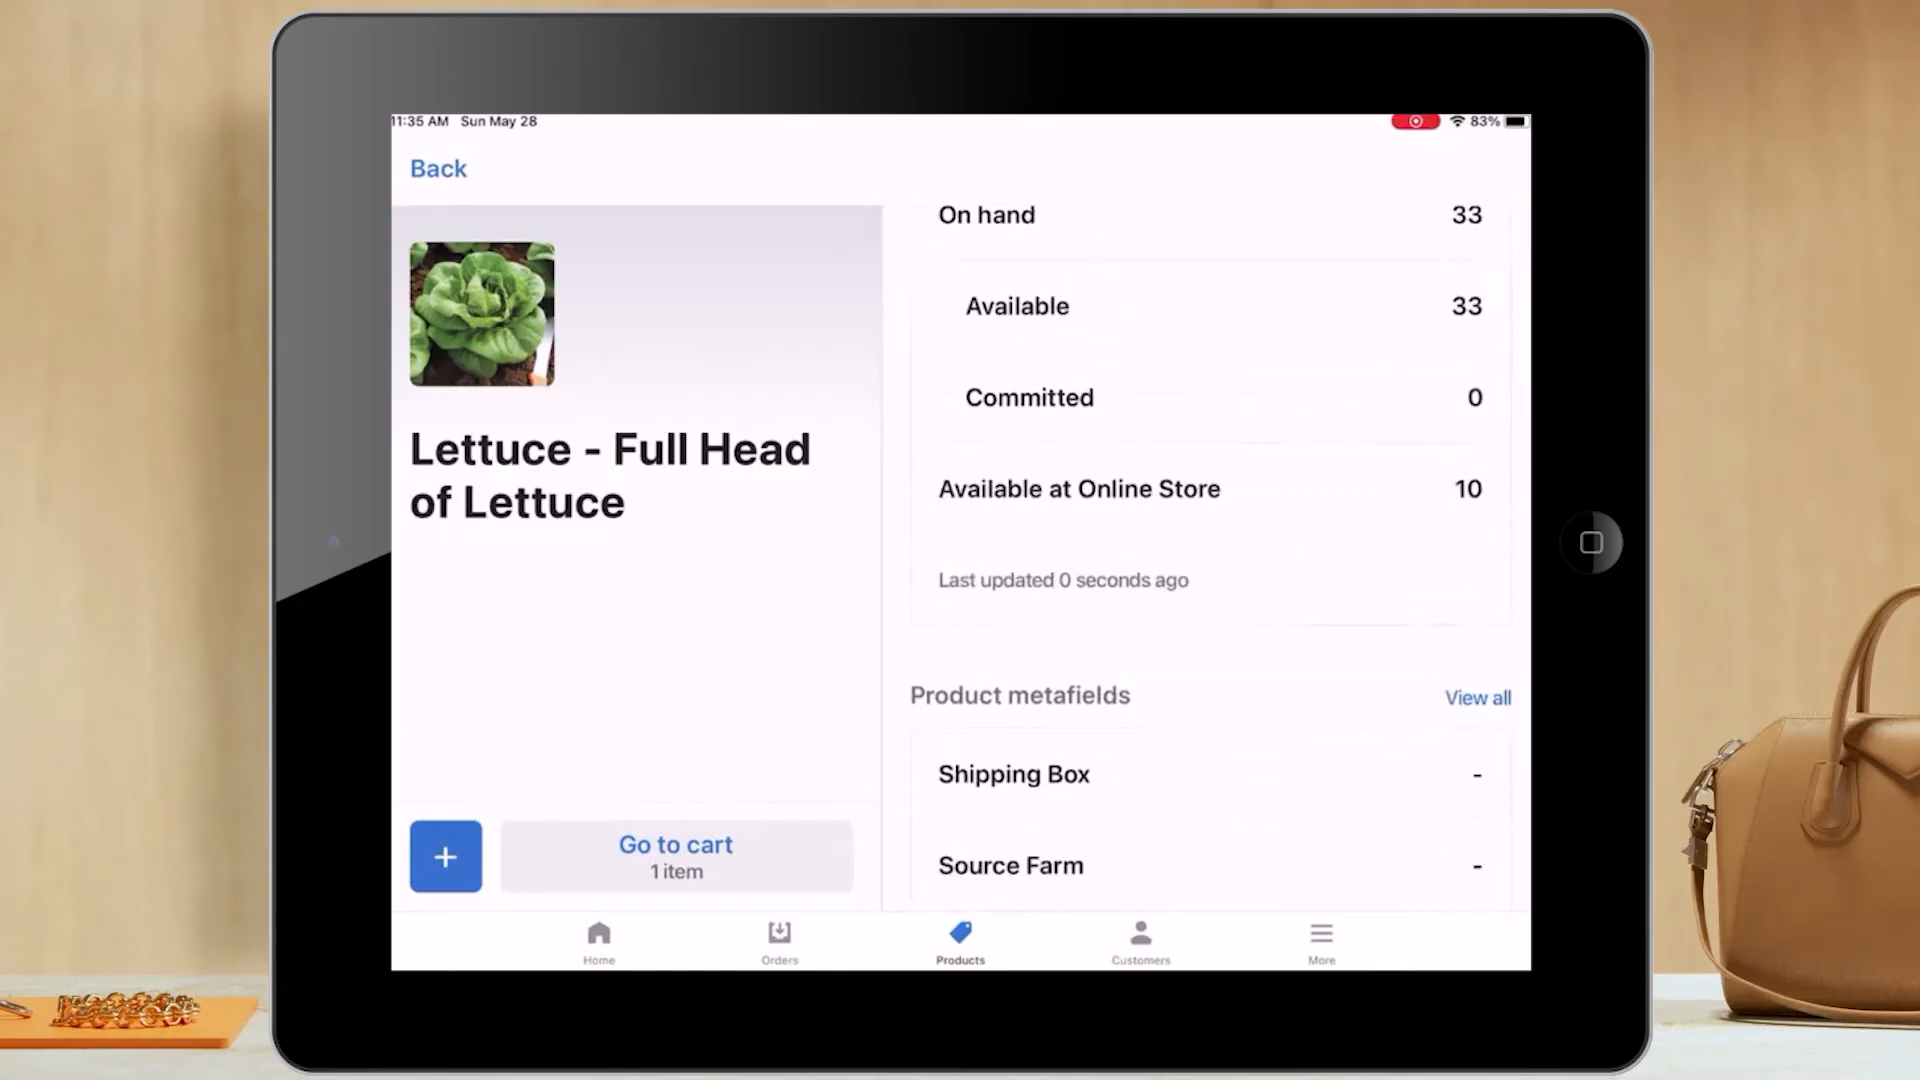 11:35 AM Sun May 28
83%
Back
Lettuce - Full Head
of Lettuce
Go to cart
1 item
On hand 33
Available 33
Committed 0
Available at Online Store 10
Last updated 0 seconds ago
Product metafields View all
Shipping Box -
Source Farm -
Home Orders Products Customers More